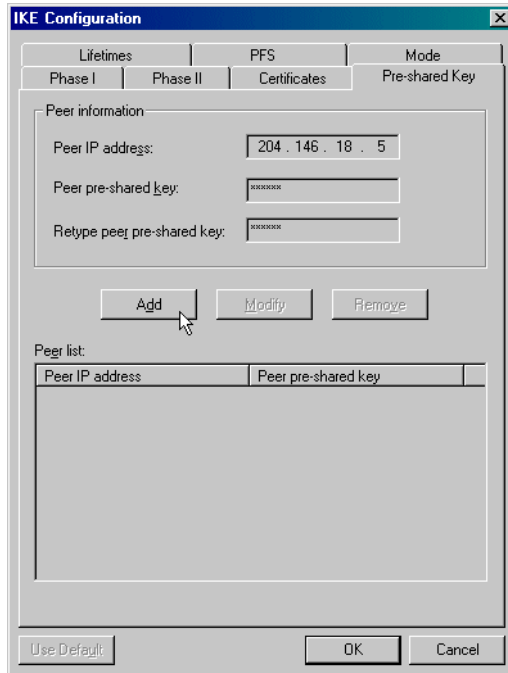 IKE Configuration
Lifetimes PFS Mode
Phase I Phase II Certificates Pre-shared Key
Peer information
Peer IP address: 204 . 146 . 18 . 5
Peer pre-shared key: xxxxxx
Retype peer pre-shared key: xxxxxx
Add Modify Remove
Peer list:
Peer IP address Peer pre-shared key
Use Default OK Cancel